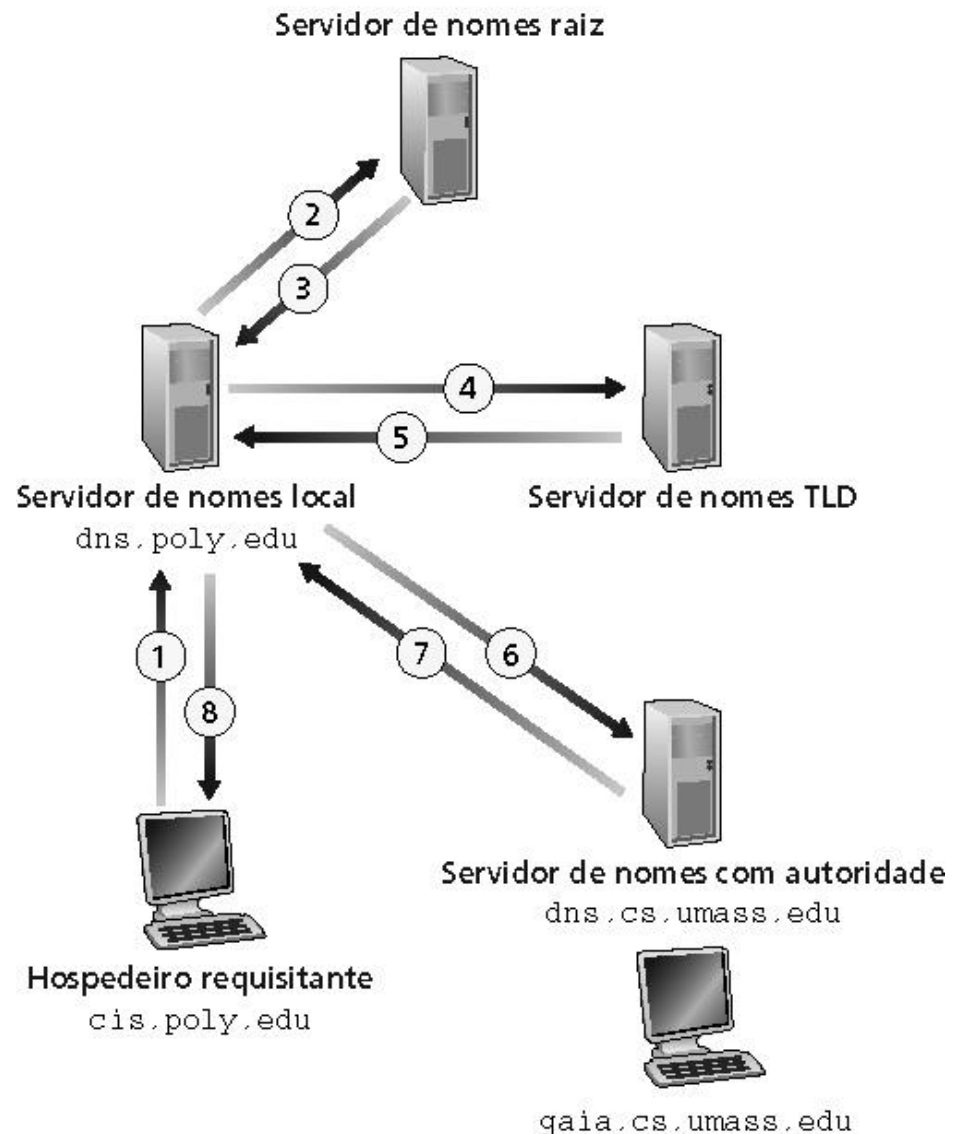 Servidor de nomes raiz
2
3
4
5
Servidor de nomes local
dns.poly.edu
Servidor de nomes TLD
1
8
7
6
Servidor de nomes com autoridade
dns.cs.umass.edu
Hospedeiro requisitante
cis.poly.edu
gaia.cs.umass.edu